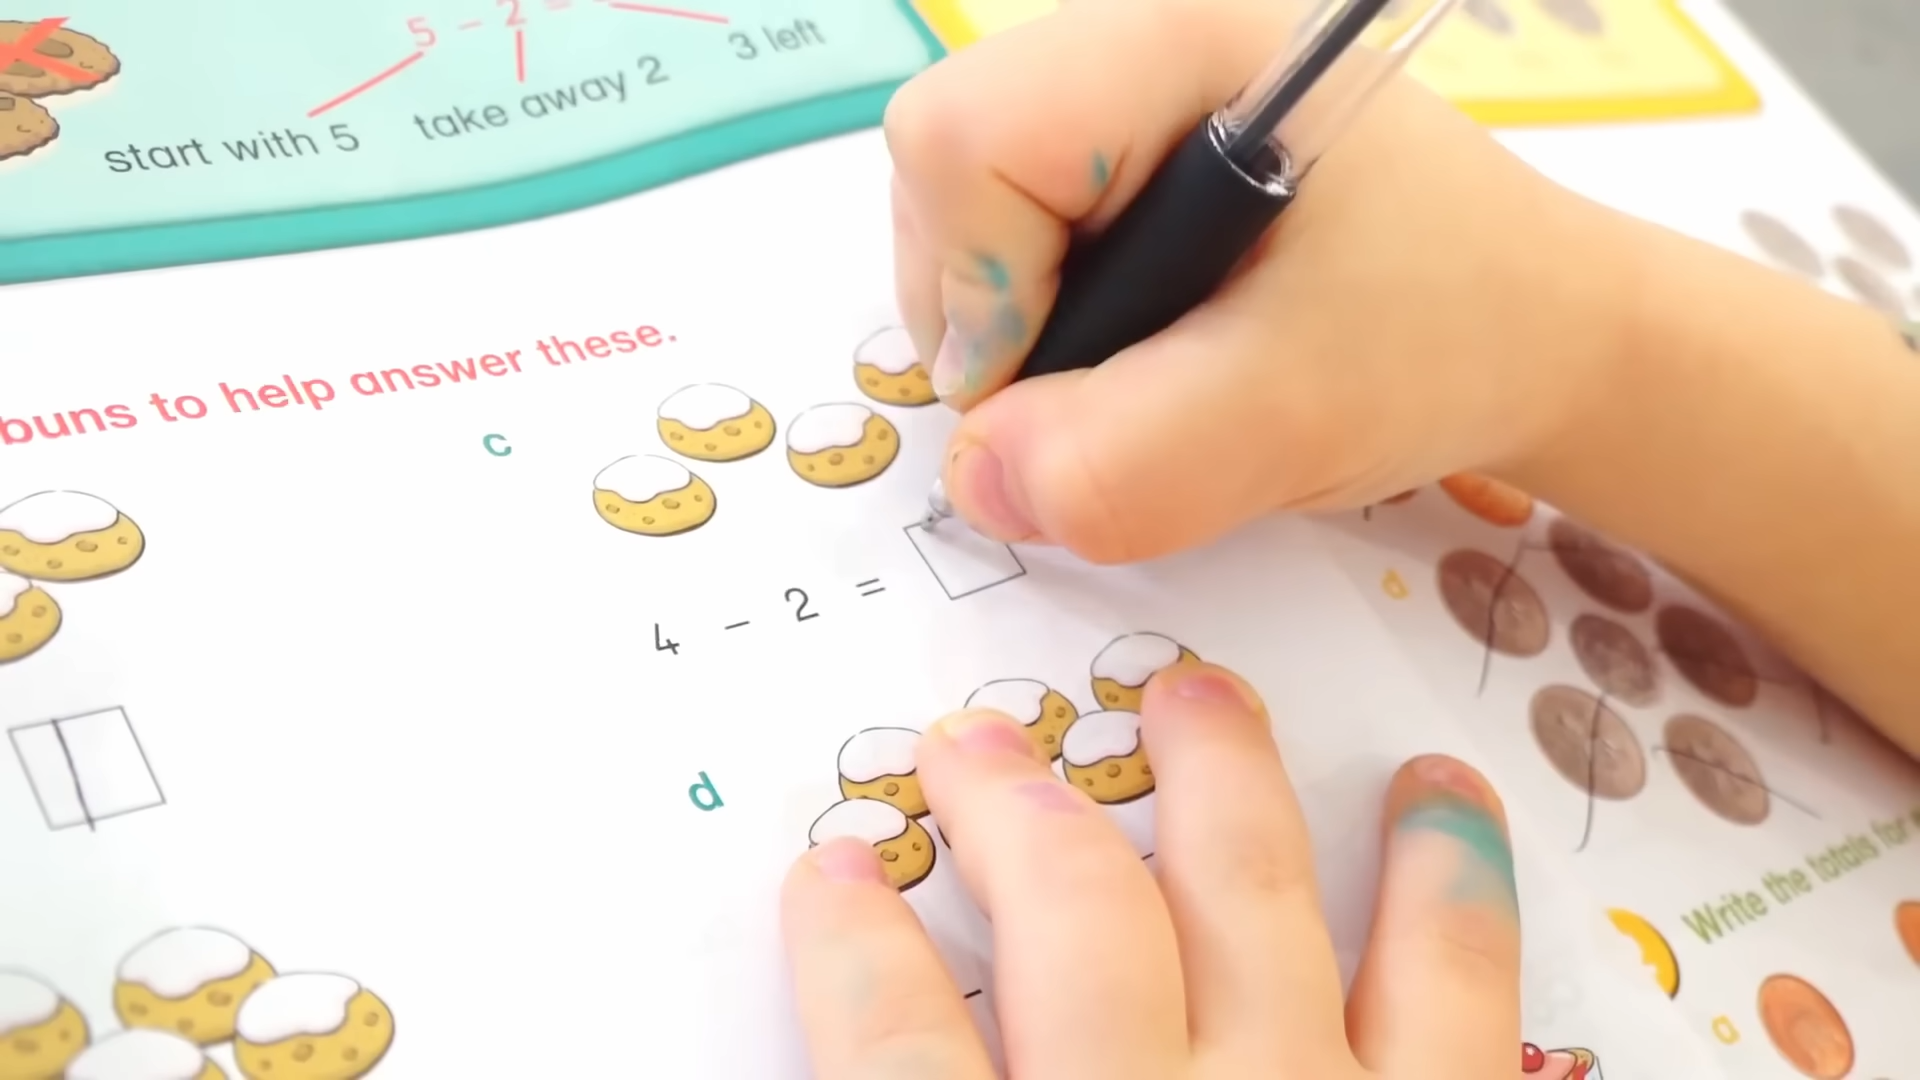 5 - 2 =
start with 5 take away 2 3 left
buns to help answer these.
c
4 - 2 =
1
d
d
Write the totals for
a